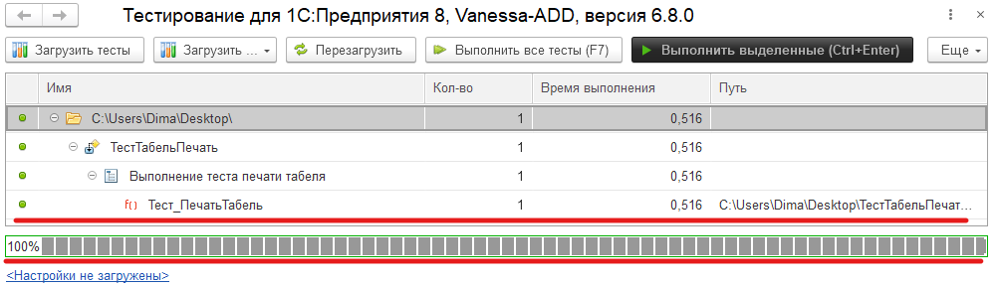 Тестирование для 1С:Предприятия 8, Vanessa-ADD, версия 6.8.0
Загрузить тесты Загрузить ... Перезагрузить Выполнить все тесты (F7) Выполнить выделенные (Ctrl+Enter) Еще
Имя Кол-во Время выполнения Путь
C:\Users\Dima\Desktop\ 1 0,516
ТестТабельПечать 1 0,516
Выполнение теста печати табеля 1 0,516
f() Тест_ПечатьТабель 1 0,516 C:\Users\Dima\Desktop\ТестТабельПечат...
100%
<Настройки не загружены>